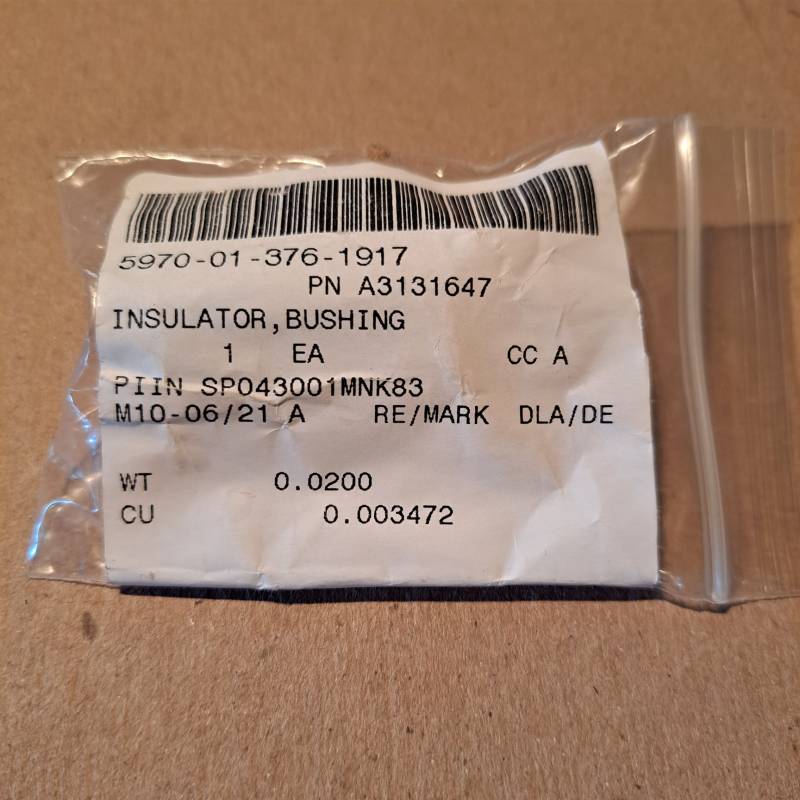 5970-01-376-1917
PN A3131647
INSULATOR,BUSHING
1 EA CC A
PIIN SP043001MNK83
M10-06/21 A RE/MARK DLA/DE
WT 0.0200
CU 0.003472